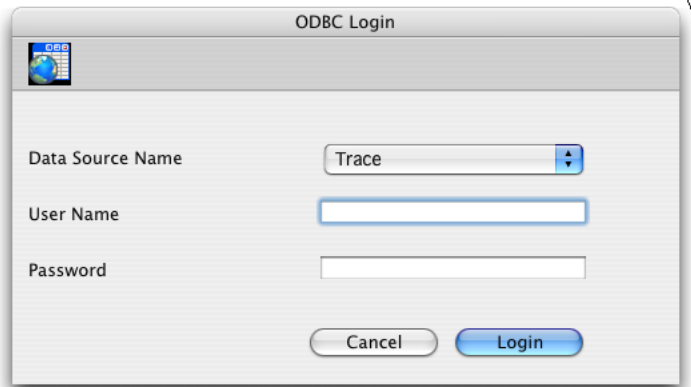 ODBC Login
Data Source Name
Trace
User Name
Password
Cancel
Login